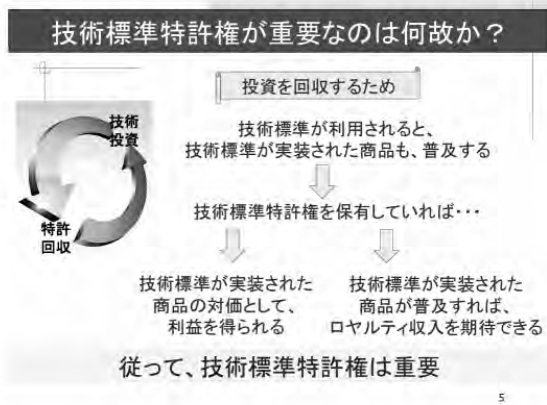 技術標準特許権が重要なのは何故か？
投資を回収するため
技術
投資
特許
回収
技術標準が利用されると、
技術標準が実装された商品も、普及する
技術標準特許権を保有していれば・・・
技術標準が実装された
商品の対価として、
利益を得られる
技術標準が実装された
商品が普及すれば、
ロヤルティ収入を期待できる
従って、技術標準特許権は重要
5